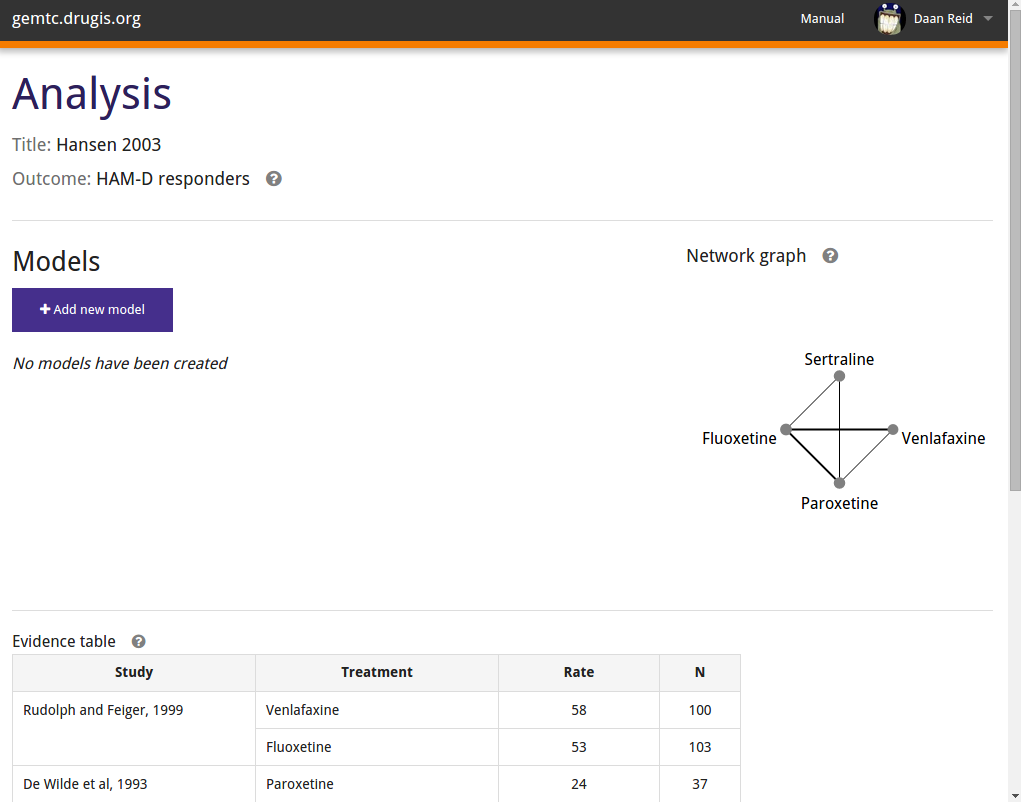 gemtc.drugis.org Manual Daan Reid
Analysis
Title: Hansen 2003
Outcome: HAM-D responders ?
Models
+ Add new model
No models have been created
Network graph ?
Sertraline
Fluoxetine
Venlafaxine
Paroxetine
Evidence table ?
Study Treatment Rate N
Rudolph and Feiger, 1999 Venlafaxine 58 100
Fluoxetine 53 103
De Wilde et al, 1993 Paroxetine 24 37